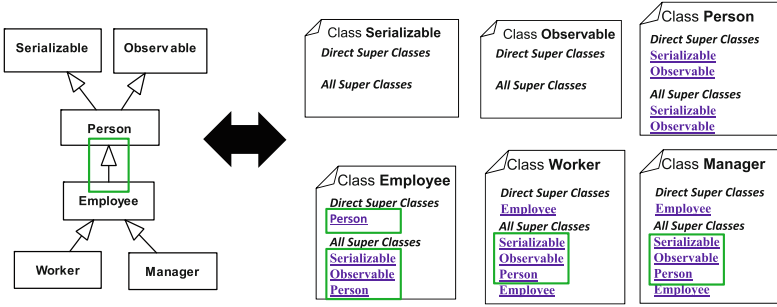 Serializable
Observable
Person
Employee
Worker
Manager
Class Serializable
Direct Super Classes
All Super Classes
Class Observable
Direct Super Classes
All Super Classes
Class Person
Direct Super Classes
Serializable
Observable
All Super Classes
Serializable
Observable
Class Employee
Direct Super Classes
Person
All Super Classes
Serializable
Observable
Person
Class Worker
Direct Super Classes
Employee
All Super Classes
Serializable
Observable
Person
Employee
Class Manager
Direct Super Classes
Employee
All Super Classes
Serializable
Observable
Person
Employee